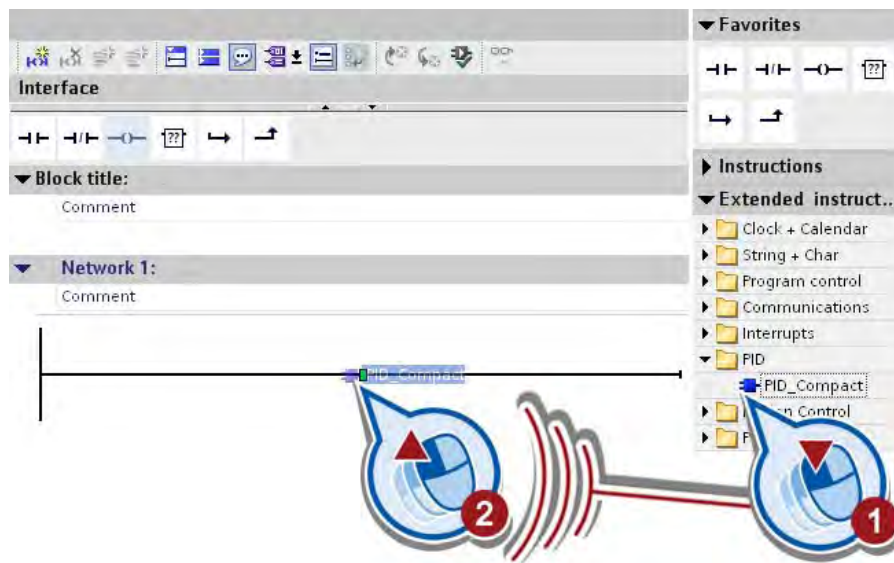 Interface
Block title:
Comment
Network 1:
Comment
PID_Compact
2
Favorites
Instructions
Extended instruct..
Clock + Calendar
String + Char
Program control
Communications
Interrupts
PID
PID_Compact
n Control
1